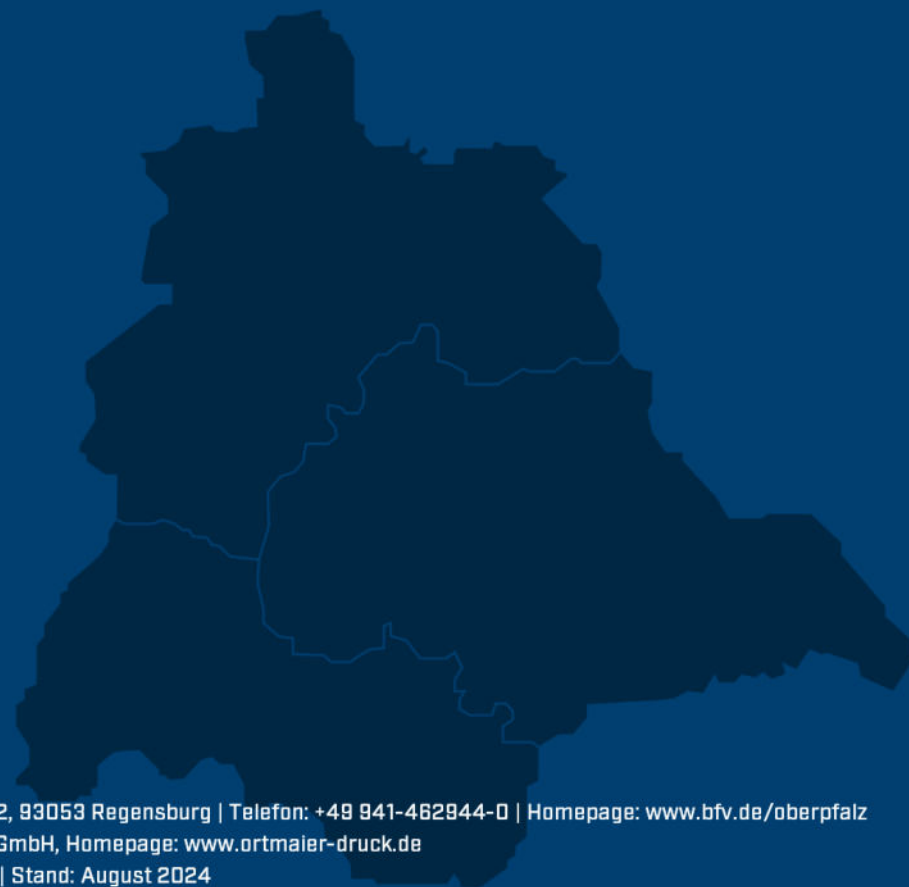 2, 93053 Regensburg | Telefon: +49 941-462944-0 | Homepage: www.bfv.de/oberpfalz
GmbH, Homepage: www.ortmaier-druck.de
| Stand: August 2024